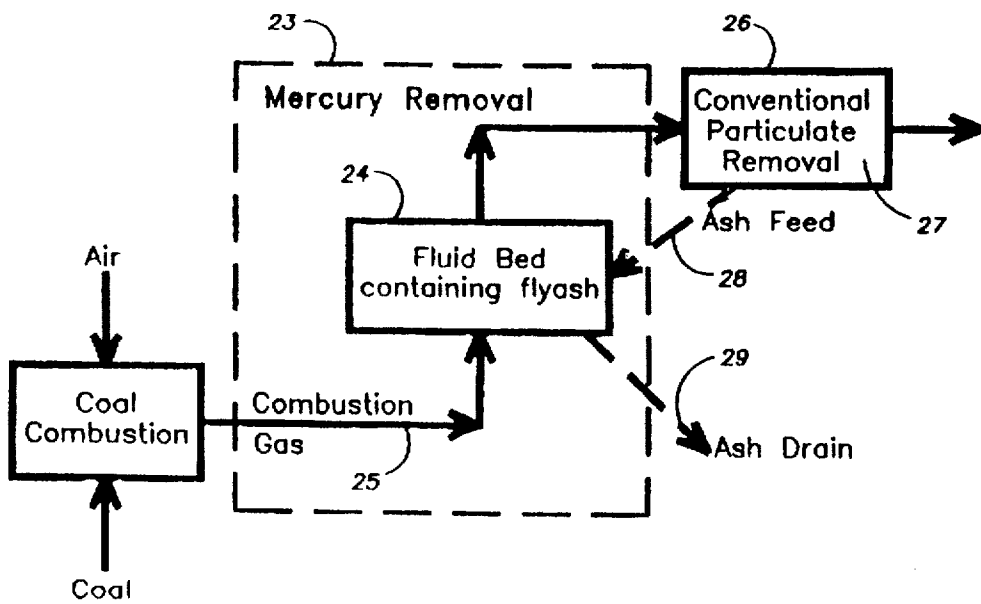 23
26
Mercury Removal
Conventional
Particulate
Removal
24
27
Ash Feed
28
Air
Fluid Bed
containing flyash
29
Coal
Combustion
Combustion
Gas
Ash Drain
25
Coal